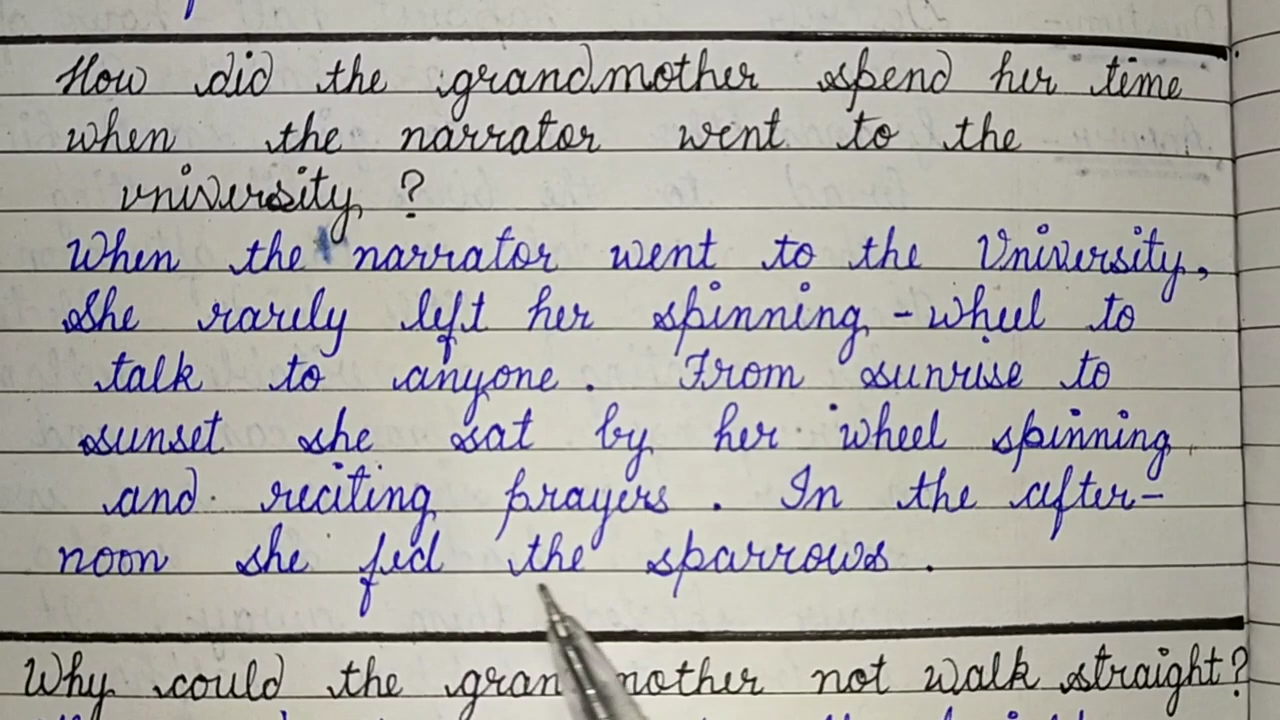 How did the grandmother spend her time
when the narrator went to the
university ?
When the narrator went to the University,
She rarely left her spinning - wheel to
talk to anyone . From sunrise to
sunset she sat by her wheel spinning
and reciting prayers . In the after-
noon she fed the sparrows .
Why could the grandmother not walk straight?